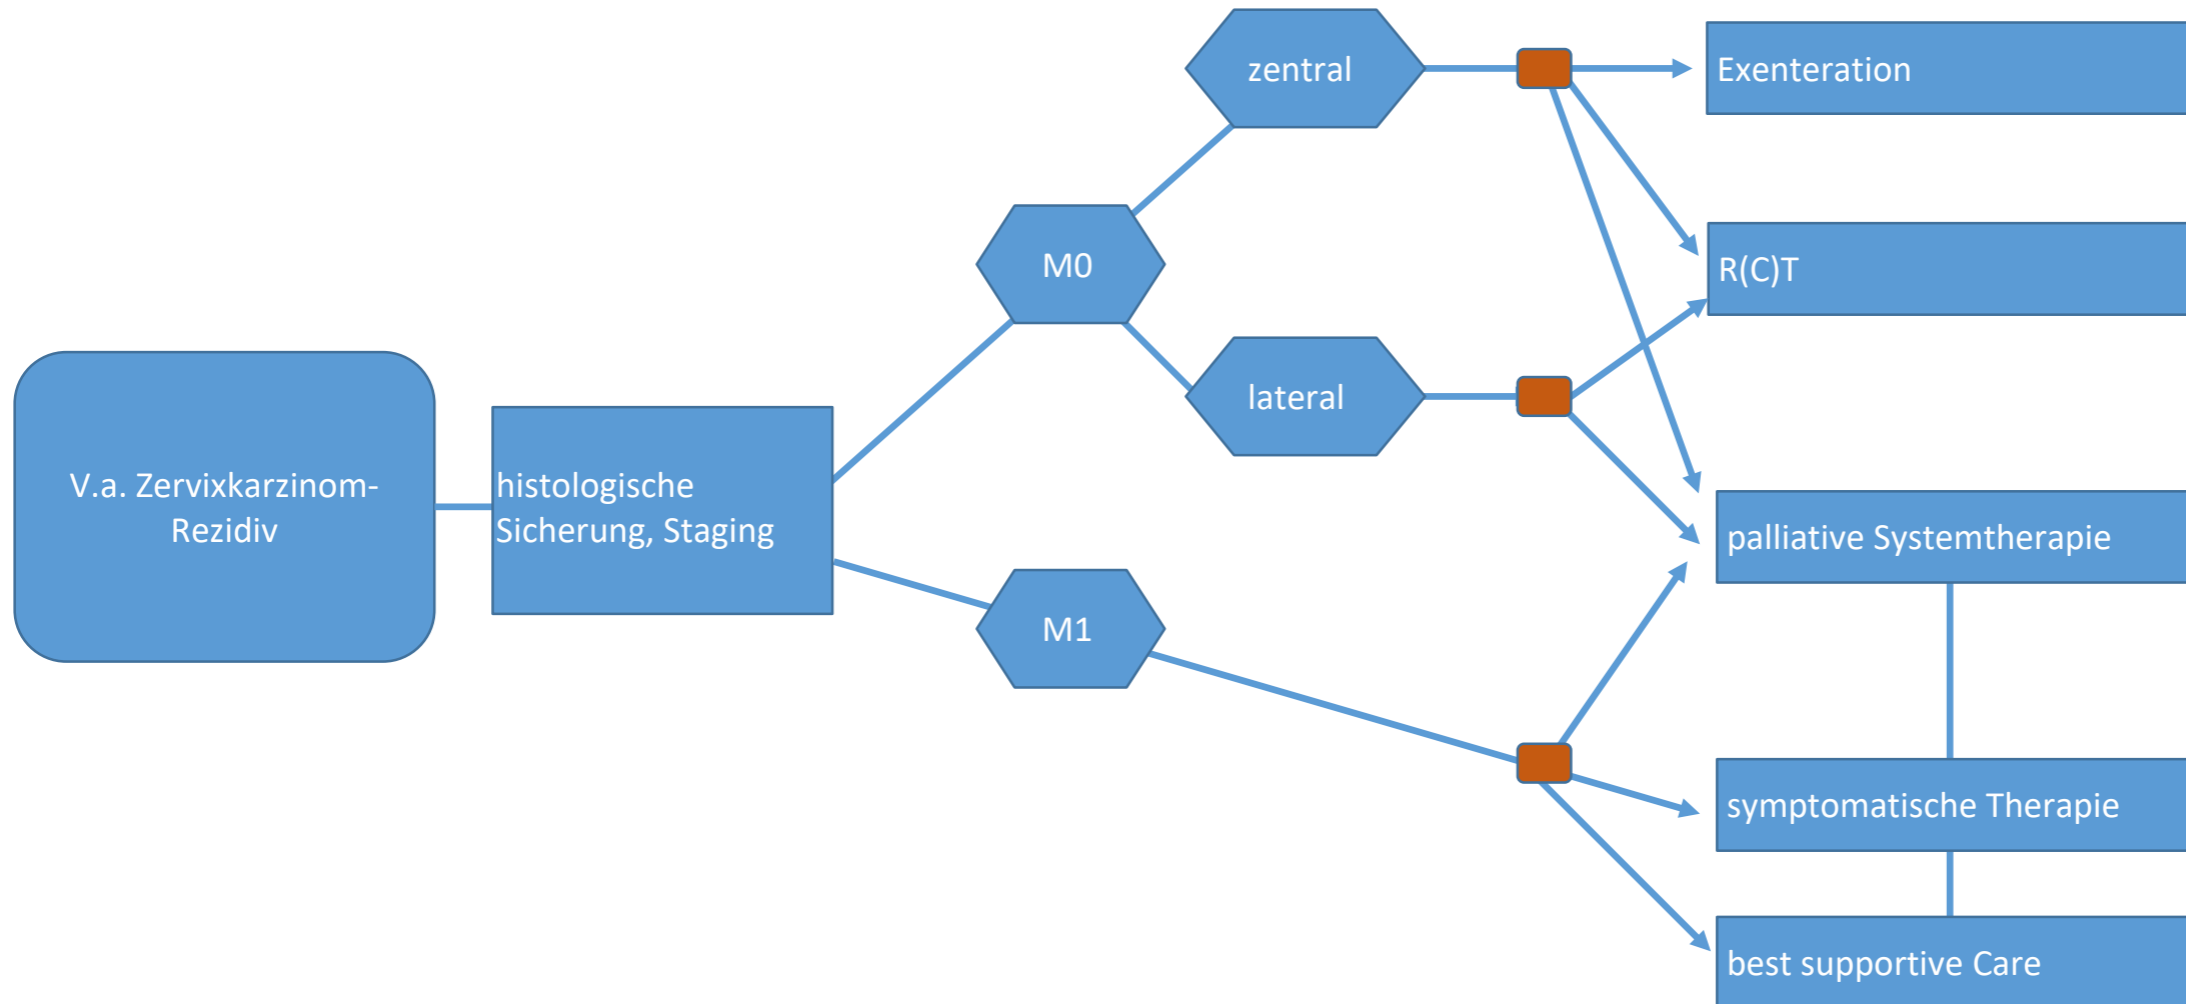 zentral
Exenteration
M0
R(C)T
lateral
V.a. Zervixkarzinom-
Rezidiv
histologische
Sicherung, Staging
palliative Systemtherapie
M1
symptomatische Therapie
best supportive Care